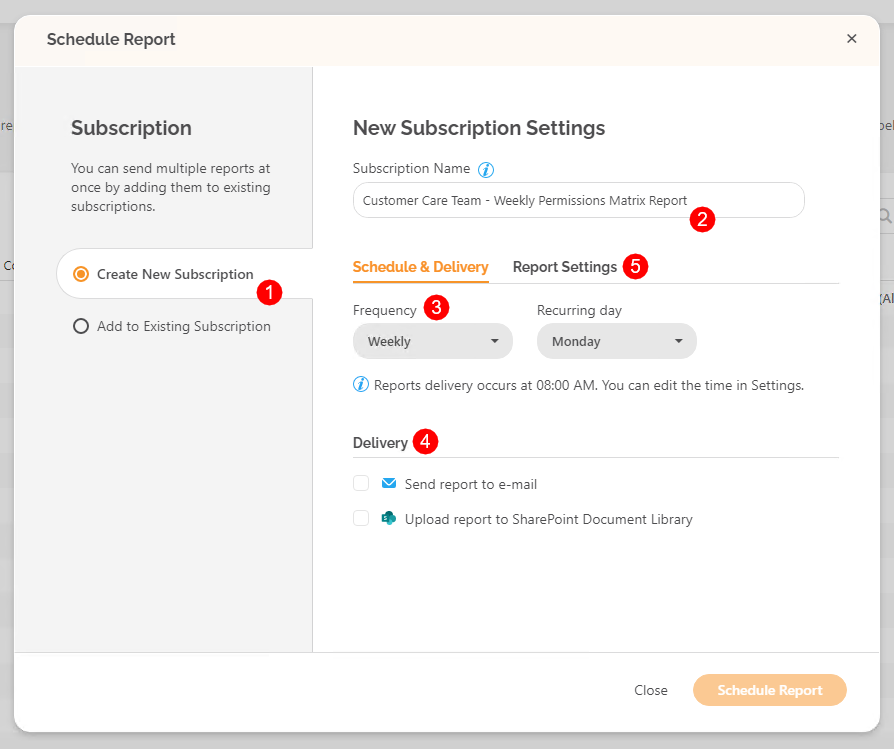 Schedule Report
×
re
pel
Subscription
You can send multiple reports at
once by adding them to existing
subscriptions.
Create New Subscription
1
Add to Existing Subscription
New Subscription Settings
Subscription Name i
Customer Care Team - Weekly Permissions Matrix Report
2
Schedule & Delivery Report Settings 5
Frequency 3 Recurring day
Weekly Monday
i Reports delivery occurs at 08:00 AM. You can edit the time in Settings.
Delivery 4
Send report to e-mail
Upload report to SharePoint Document Library
Co
(Al
Close Schedule Report